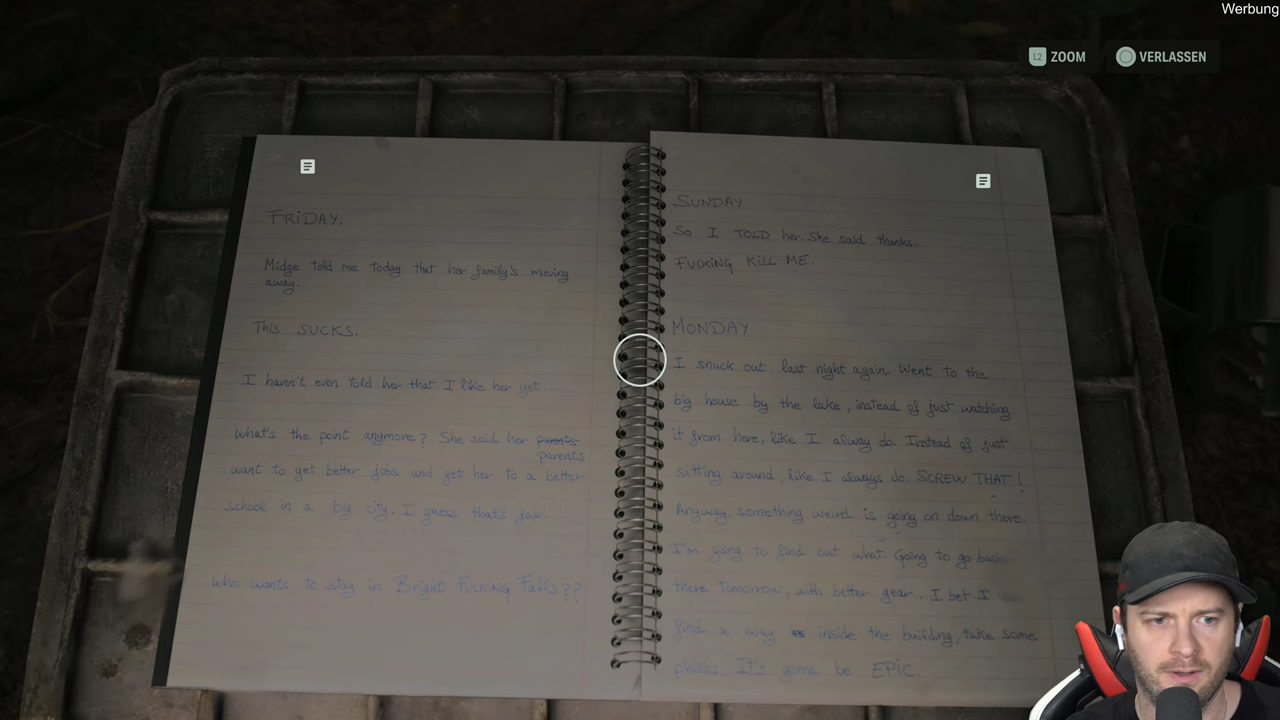 Werbung
L2 ZOOM
VERLASSEN
FRiDAY.
Midge told me today that her family's moving
away.
This SUCKS.
I haven't even told her that I like her yet...
What's the point anymore? She said her parents
parents
want to get better jobs and get her to a better
school in a big city. I guess that's fair.
who wants to stay in Bright FUCKING Falls??
SUNDAY
So I TOLD her. She said thanks.
FUCKING KiLL ME.
MONDAY
I snuck out last night again. Went to the
big house by the lake, instead of just watching
it from here, like I alway do. Instead of just
sitting around, like I always do. SCREW THAT!
Anyway, something weird is going on down there.
I'm going to find out what. Going to go back
there tomorrow, with better gear. I bet I
find a way inside the building, take some
photos. It's gonna be EPiC.